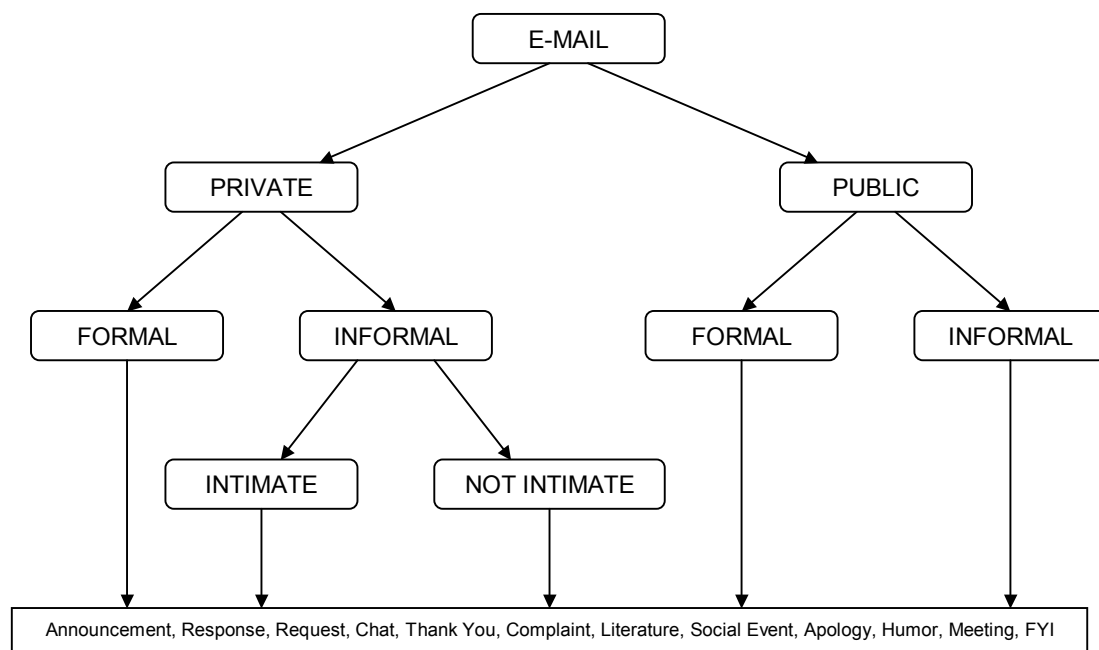 E-MAIL
PRIVATE
PUBLIC
FORMAL
INFORMAL
FORMAL
INFORMAL
INTIMATE
NOT INTIMATE
Announcement, Response, Request, Chat, Thank You, Complaint, Literature, Social Event, Apology, Humor, Meeting, FYI